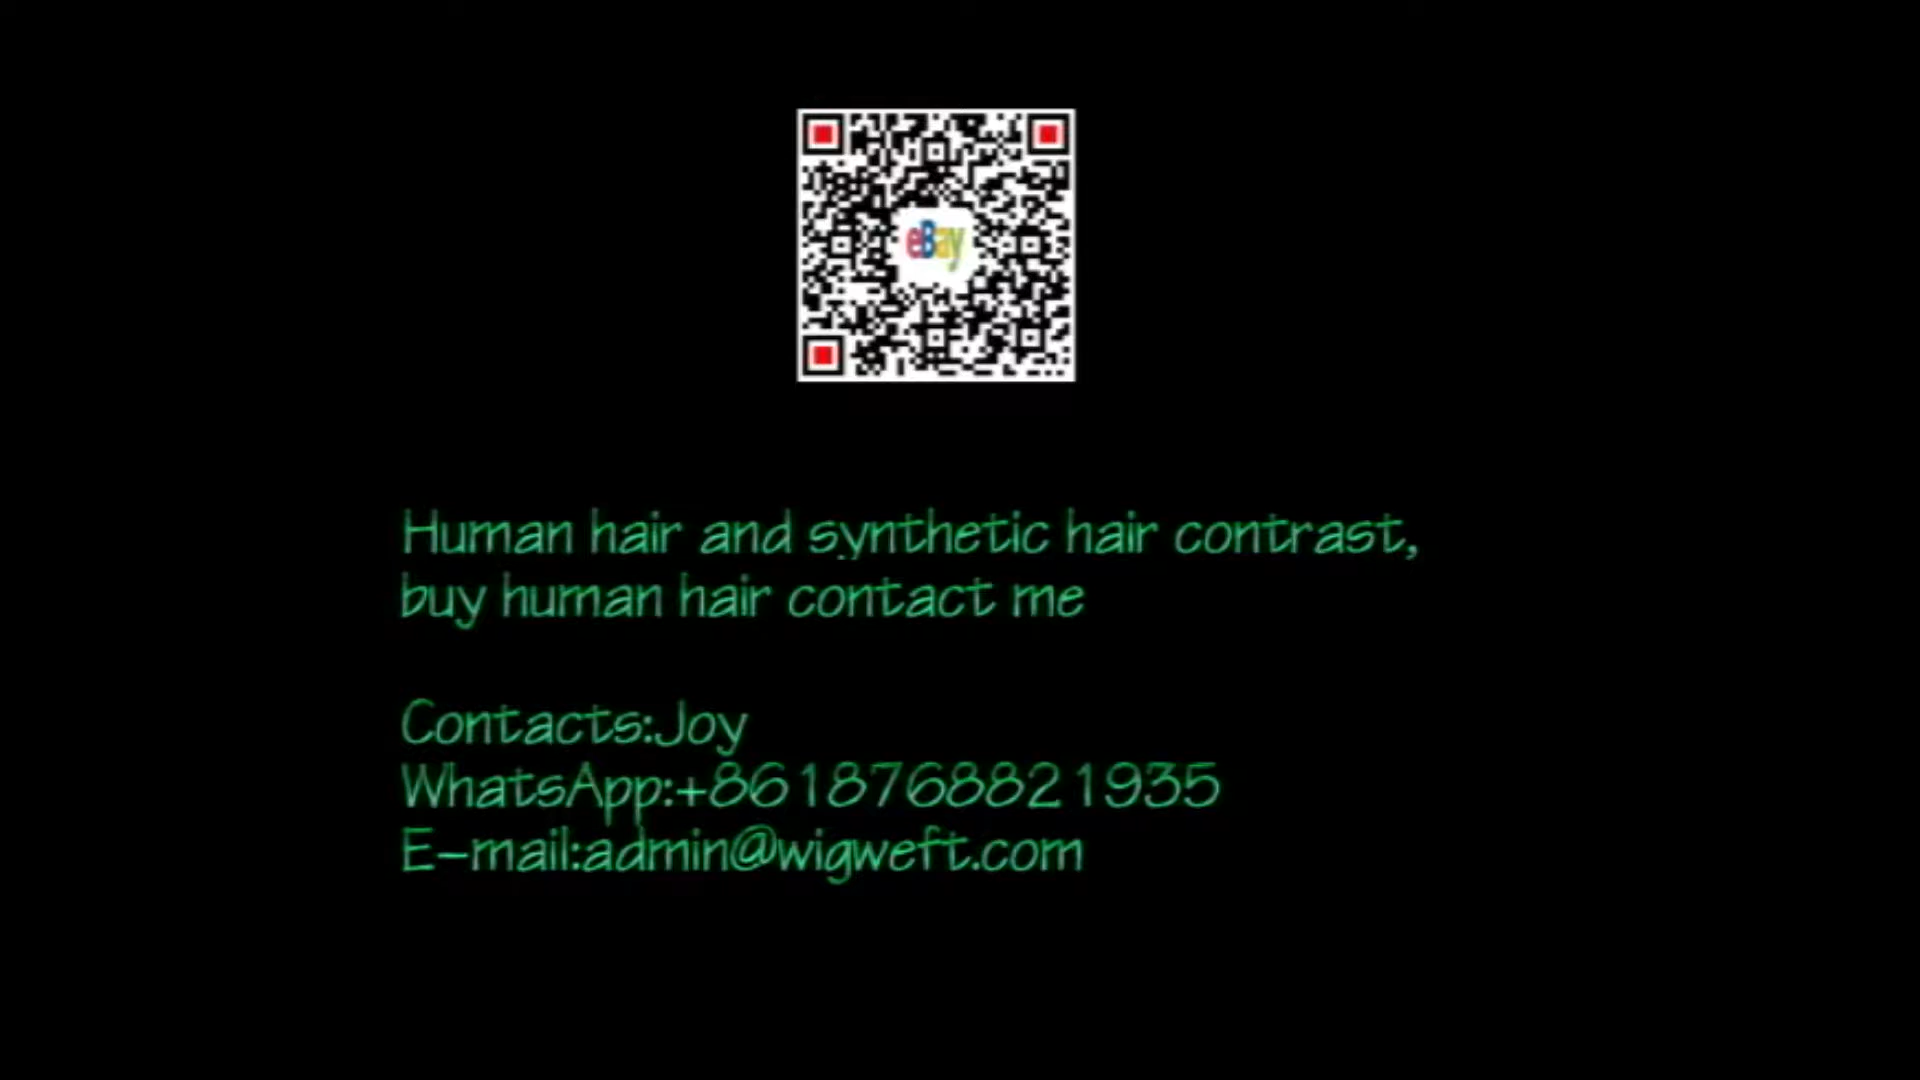 eBay
Human hair and synthetic hair contrast,
buy human hair contact me
Contacts:Joy
WhatsApp:+8618768821935
E-mail:admin@wigweft.com